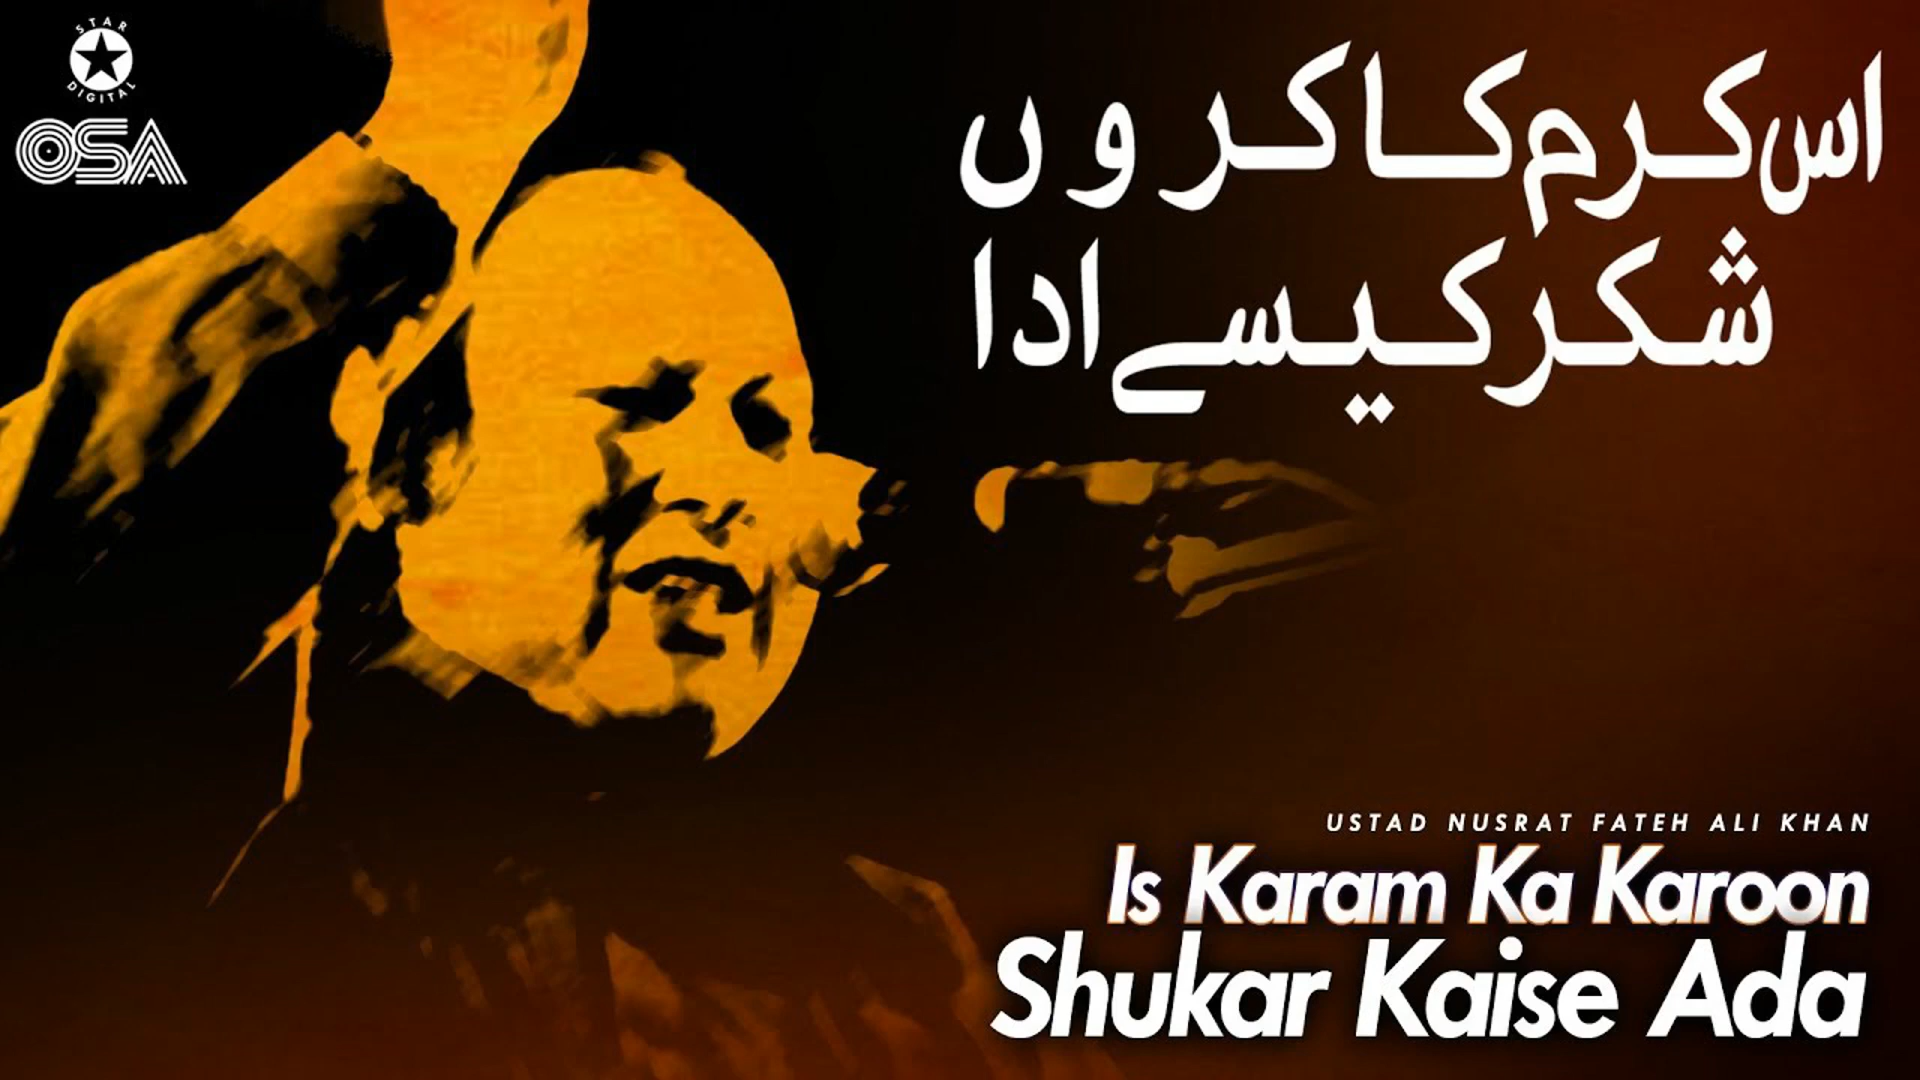 STAR
DIGITAL
OSA
اس کرم کا کروں
شکر کیسے ادا
USTAD NUSRAT FATEH ALI KHAN
Is Karam Ka Karoon
Shukar Kaise Ada